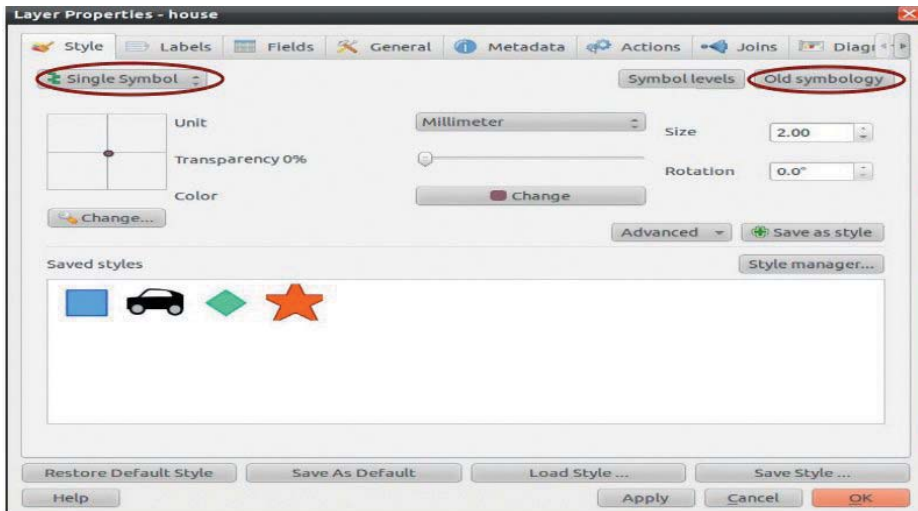 Layer Properties - house
Style Labels Fields General Metadata Actions Joins
Single Symbol Symbol levels Old symbology
Unit Millimeter Size 2.00
Transparency 0% Rotation 0.0°
Color Change
Change...
Advanced Save as style
Saved styles Style manager...
Restore Default Style Save As Default Load Style ... Save Style ...
Help Apply Cancel OK